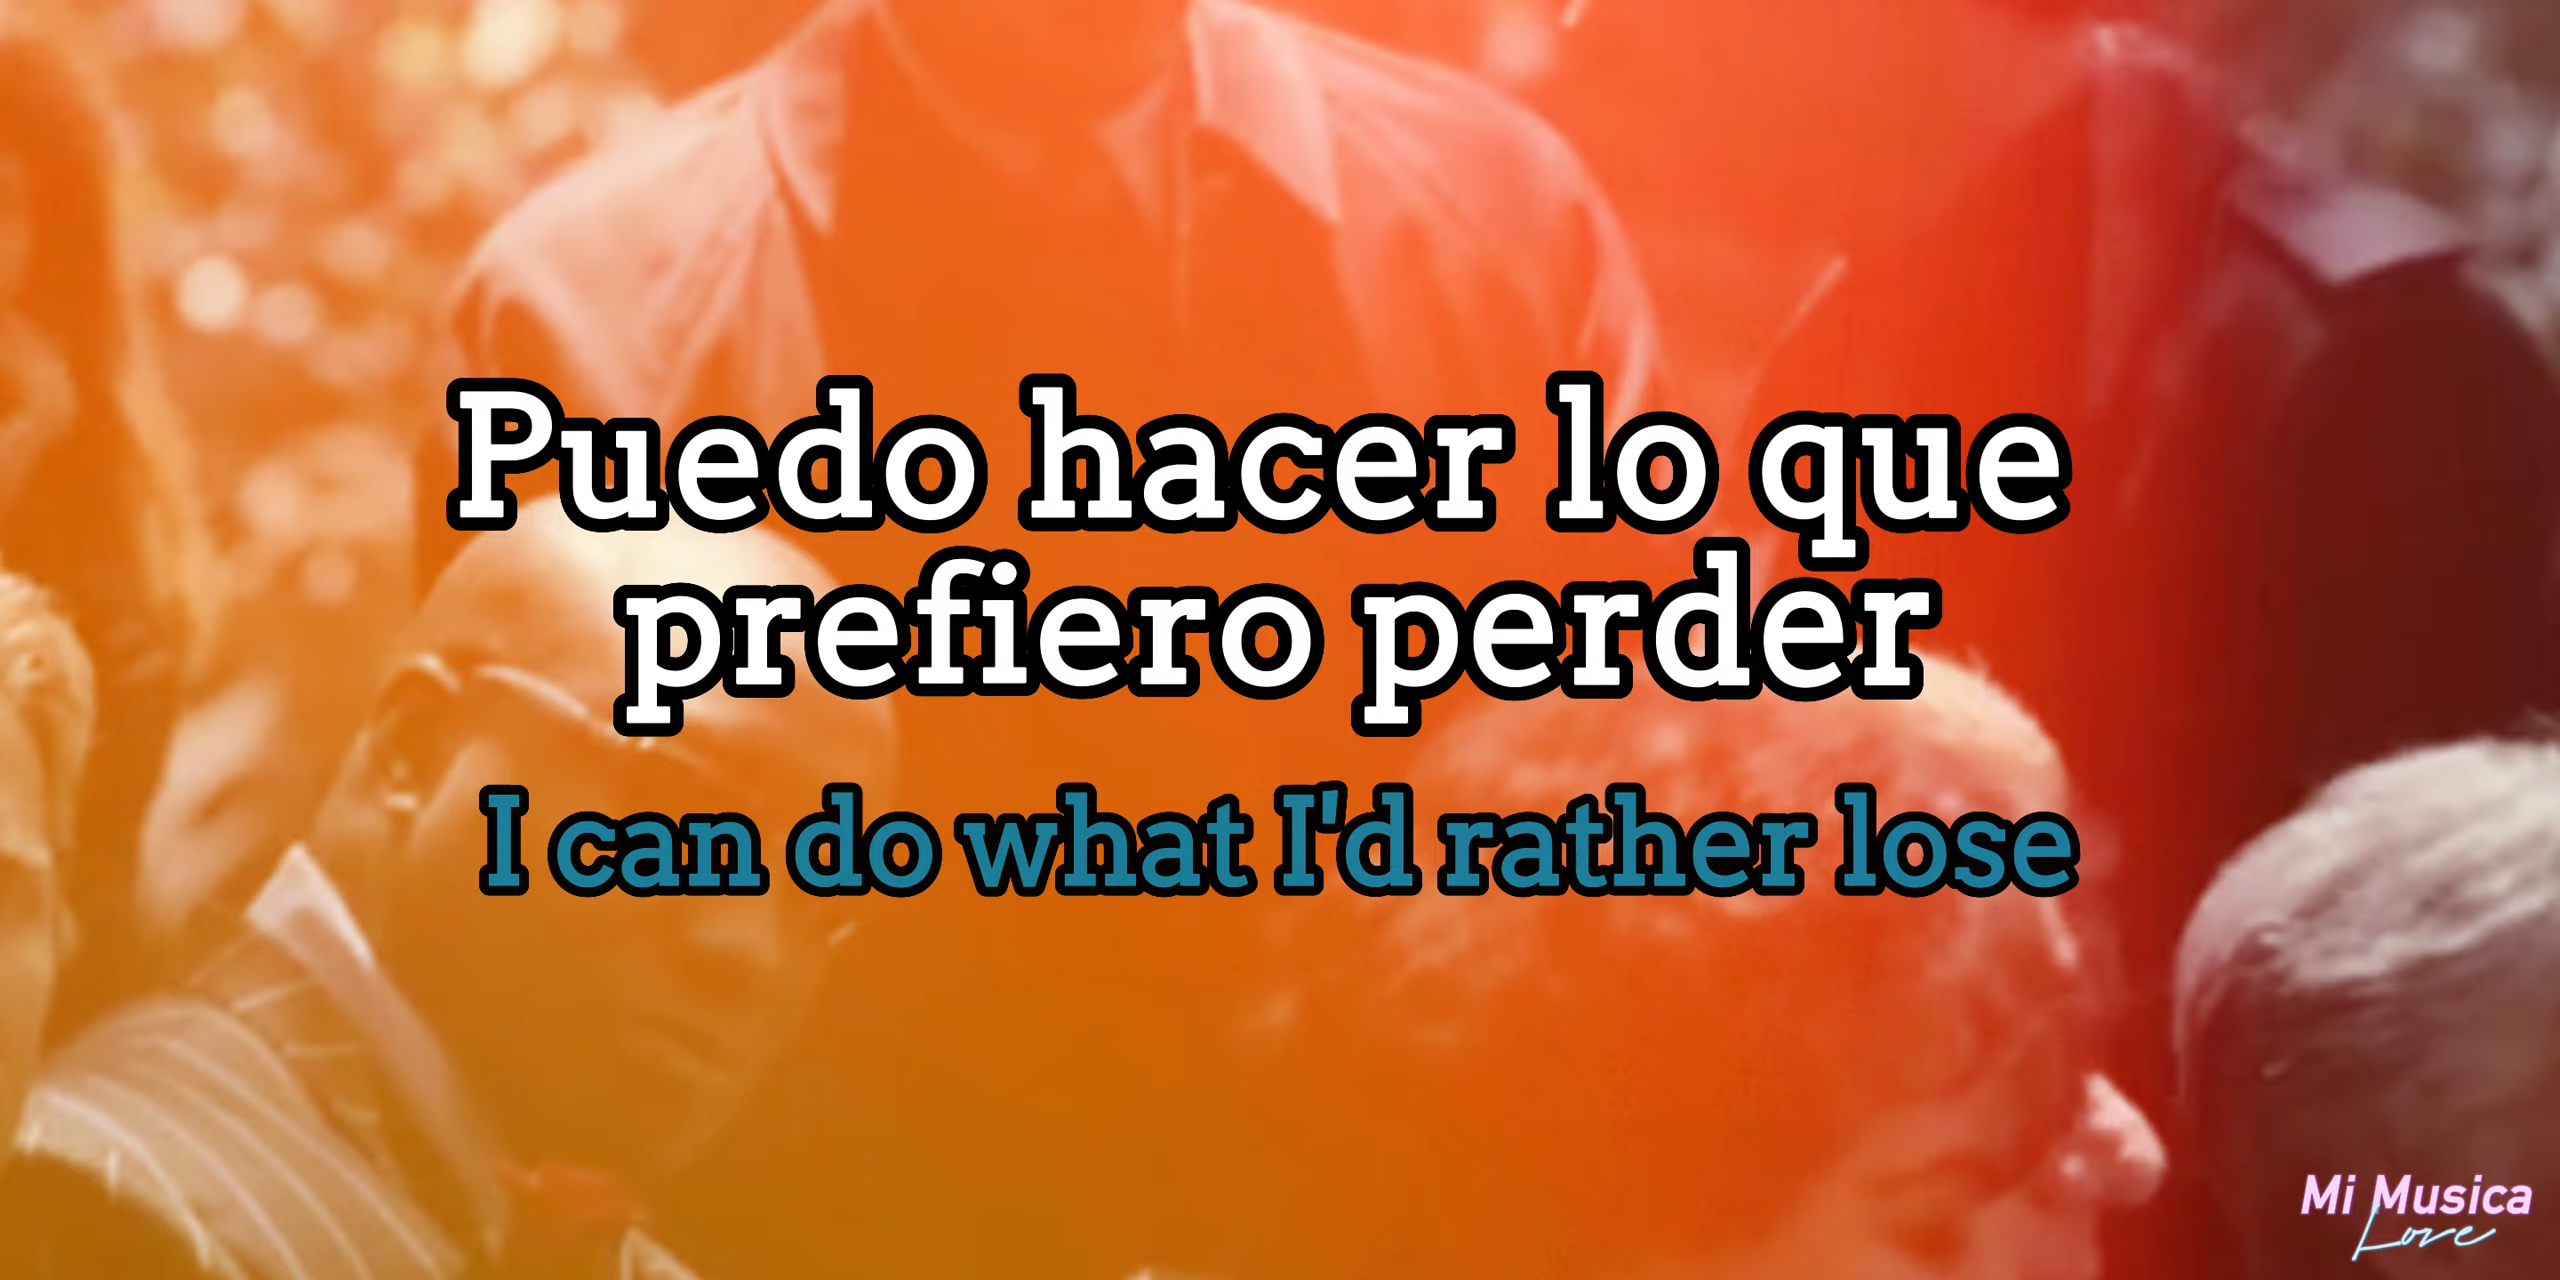 Puedo hacer lo que
prefiero perder
I can do what I'd rather lose
Mi Musica
Love